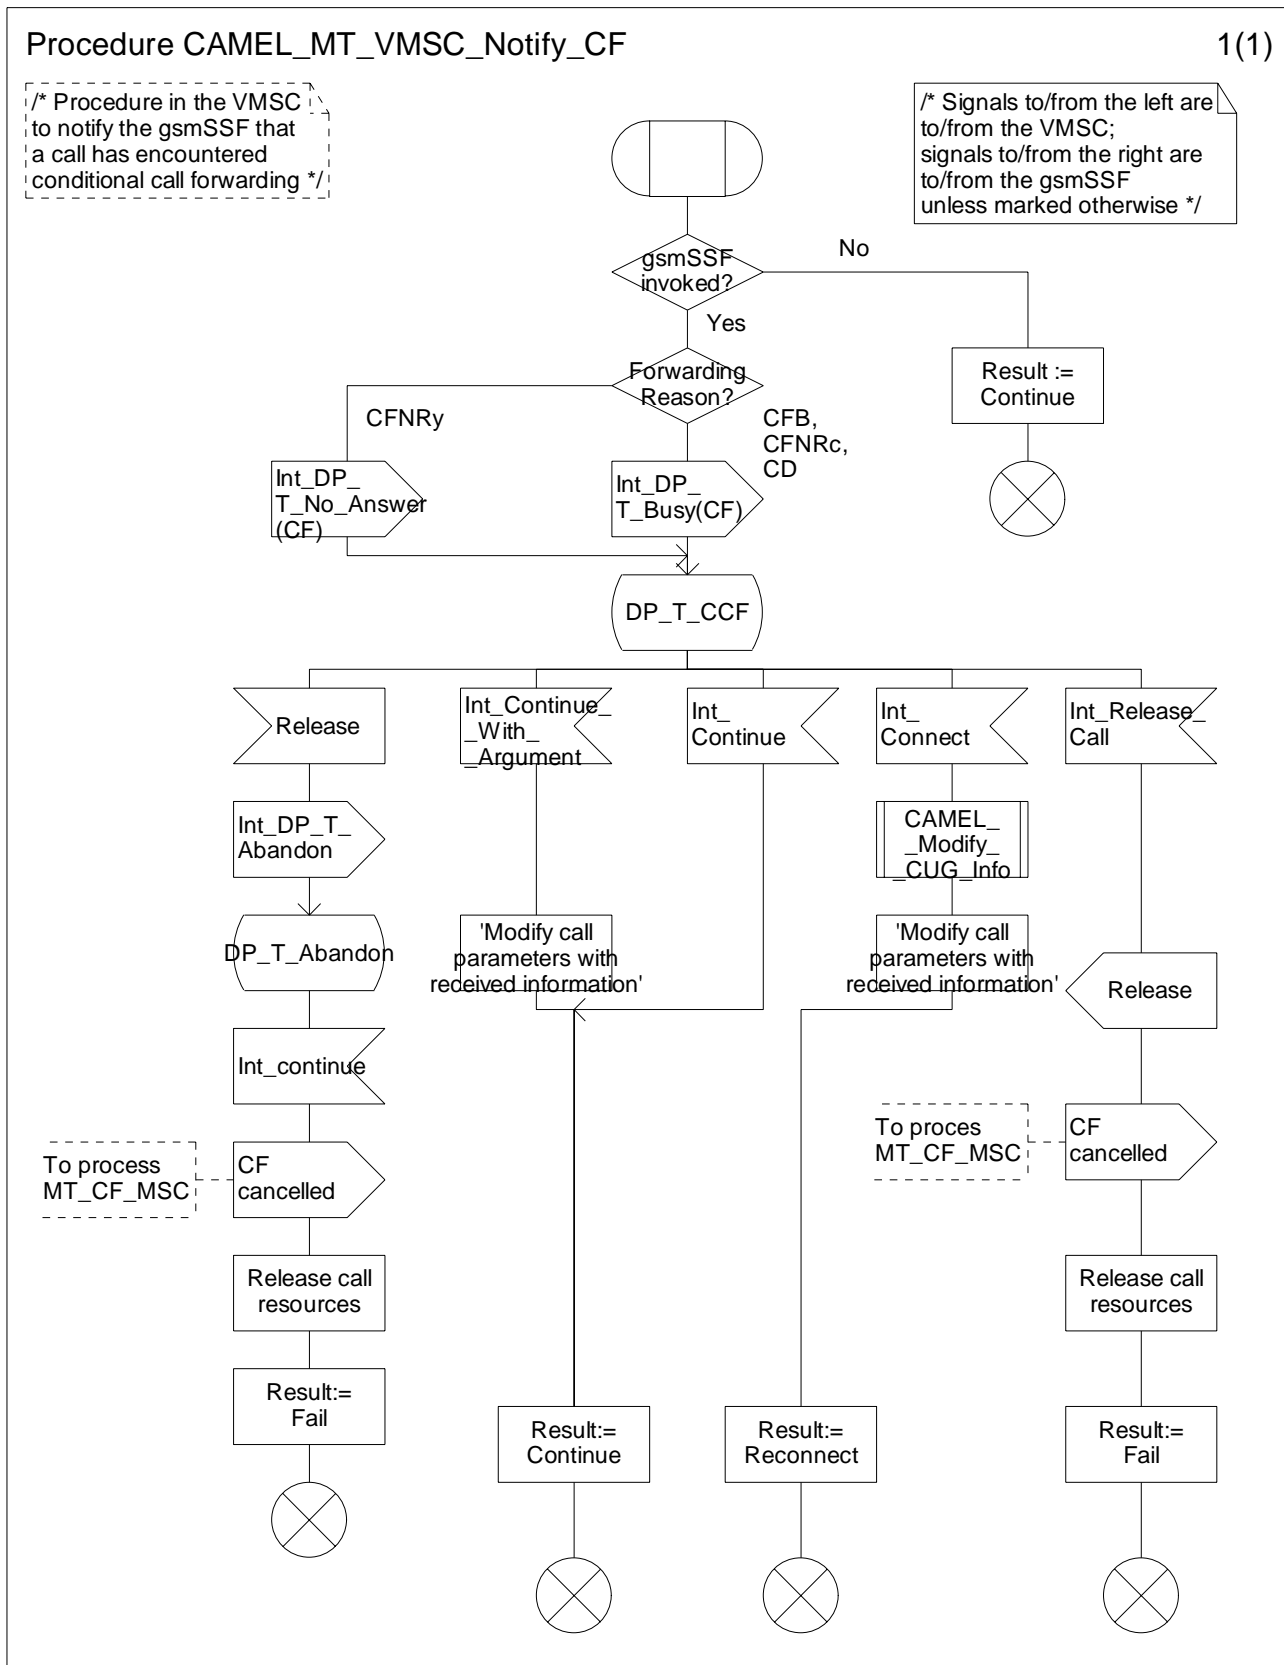 Procedure CAMEL_MT_VMSC_Notify_CF
1(1)
/* Procedure in the VMSC
to notify the gsmSSF that
a call has encountered
conditional call forwarding */
/* Signals to/from the left are
to/from the VMSC;
signals to/from the right are
to/from the gsmSSF
unless marked otherwise */
gsmSSF
invoked?
No
Yes
Forwarding
Reason?
Result :=
Continue
CFNRy
CFB,
CFNRc,
CD
Int_DP_
T_No_Answer
(CF)
Int_DP_
T_Busy(CF)
DP_T_CCF
Release
Int_Continue_
_With_
_Argument
Int_
Continue
Int_
Connect
Int_Release_
Call
Int_DP_T_
Abandon
CAMEL_
_Modify_
_CUG_Info
DP_T_Abandon
'Modify call
parameters with
received information'
'Modify call
parameters with
received information'
Release
Int_continue
To process
MT_CF_MSC
CF
cancelled
To proces
MT_CF_MSC
CF
cancelled
Release call
resources
Release call
resources
Result:=
Fail
Result:=
Continue
Result:=
Reconnect
Result:=
Fail